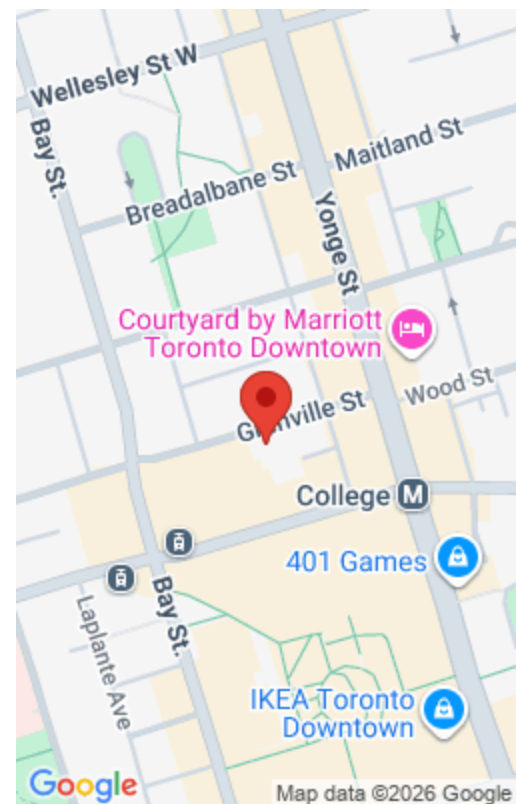 Wellesley St W
Bay St.
Maitland St
Breadalbane St
Yonge St
Courtyard by Marriott
Toronto Downtown
Wood St
College
M
401 Games
Bay St.
Laplante Ave
IKEA Toronto
Downtown
Google
Map data ©2026 Google